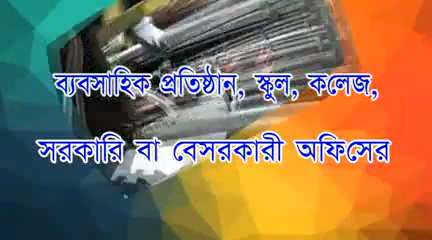 ব্যবসাহিক প্রতিষ্ঠান, স্কুল, কলেজ,
সরকারি বা বেসরকারী অফিসের